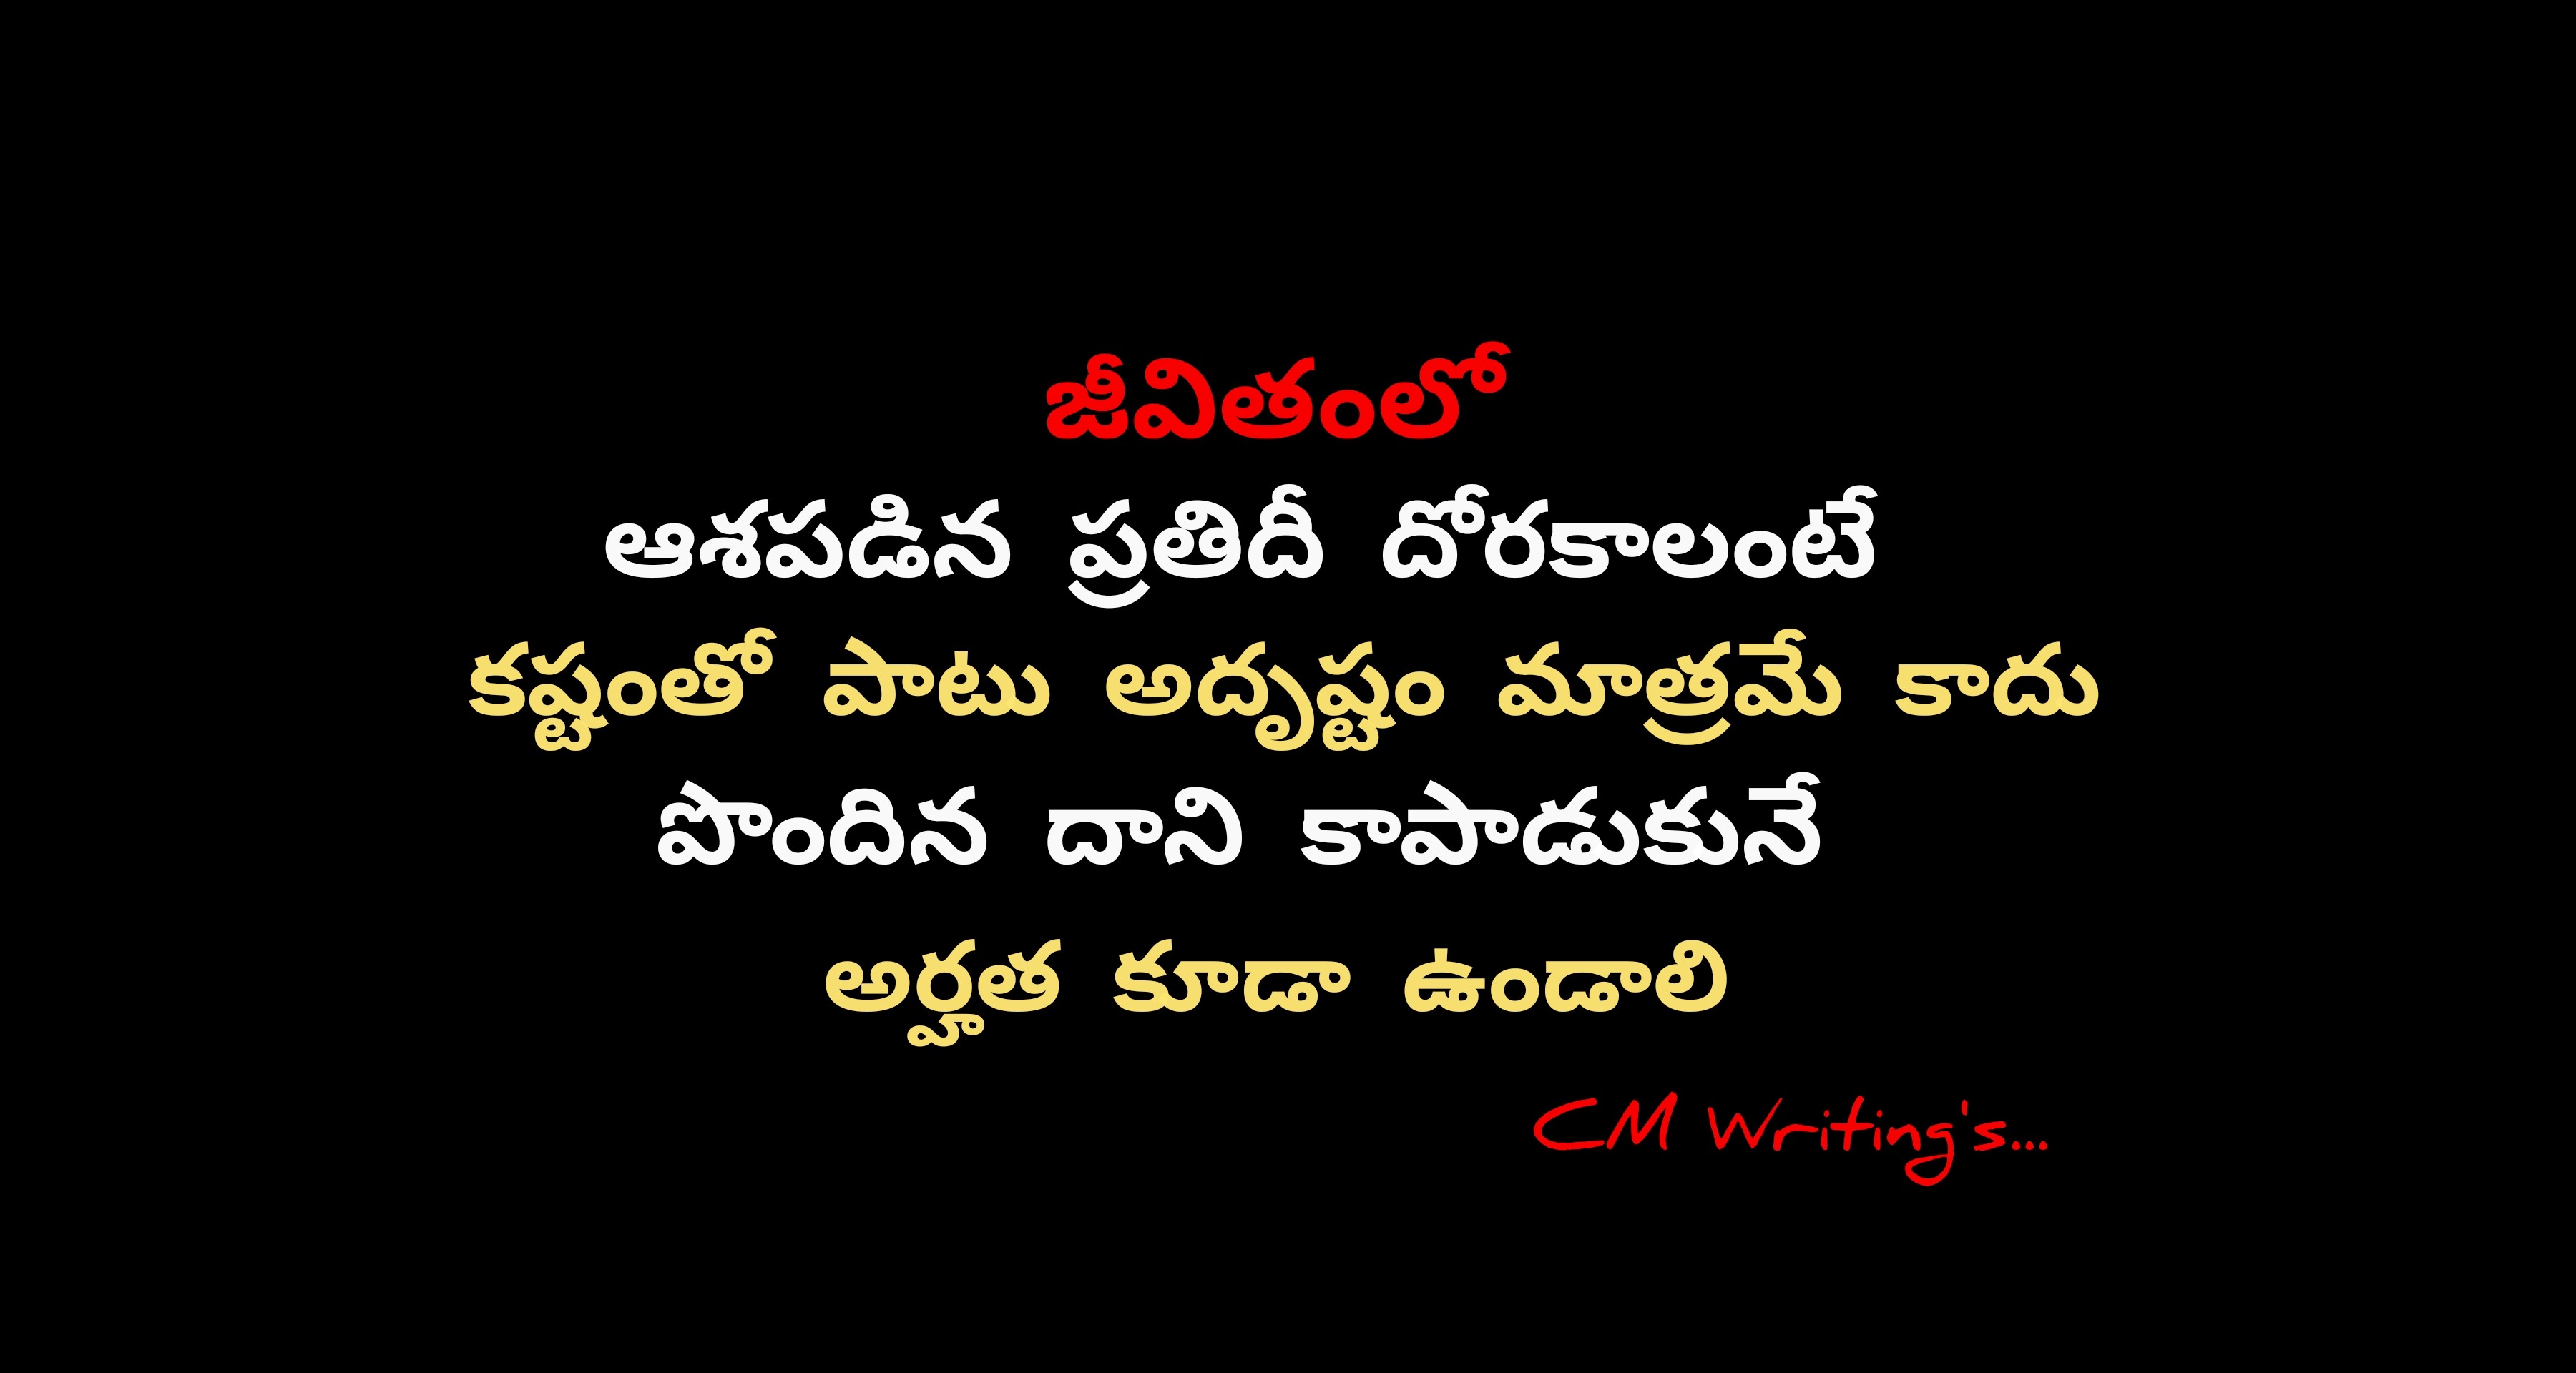 జీవితంలో
ఆశపడిన ప్రతిదీ దోరకాలంటే
కష్టంతో పాటు అదృష్టం మాత్రమే కాదు
పొందిన దాని కాపాడుకునే
అర్హత కూడా ఉండాలి
CM Writing's...